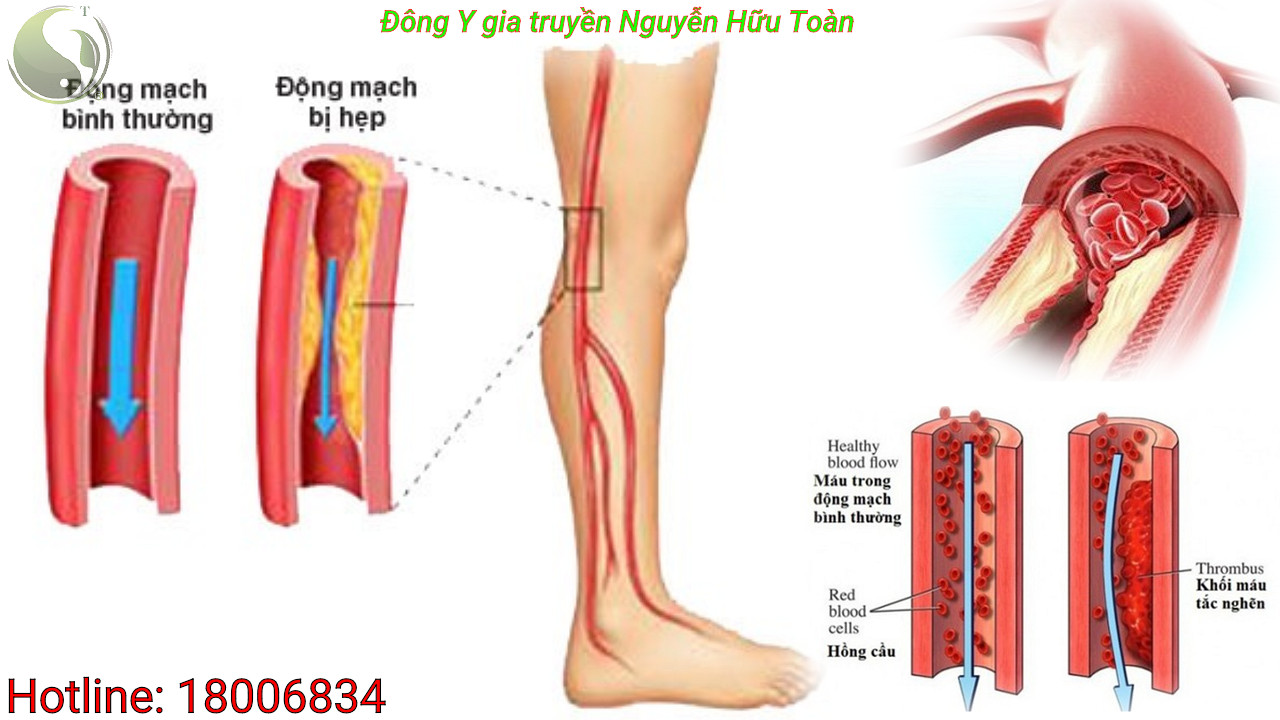 Đông Y gia truyền Nguyễn Hữu Toàn
T
Động mạch
bình thường
Động mạch
bị hẹp
Healthy
blood flow
Máu trong
động mạch
bình thường
Red
blood
cells
Hồng cầu
Thrombus
Khối máu
tắc nghẽn
Hotline: 18006834